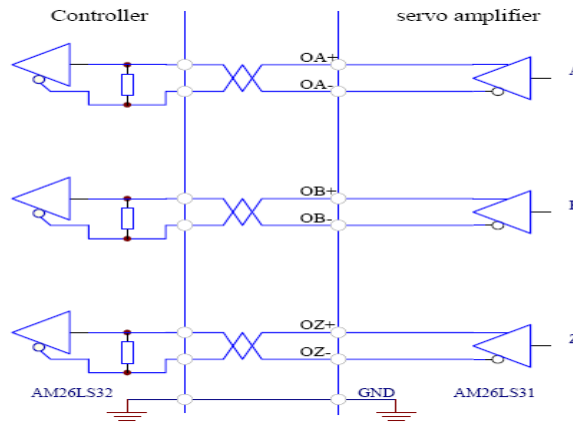 Controller servo amplifier
OA+
OA-
OB+
OB-
OZ+
OZ-
AM26LS32 GND AM26LS31